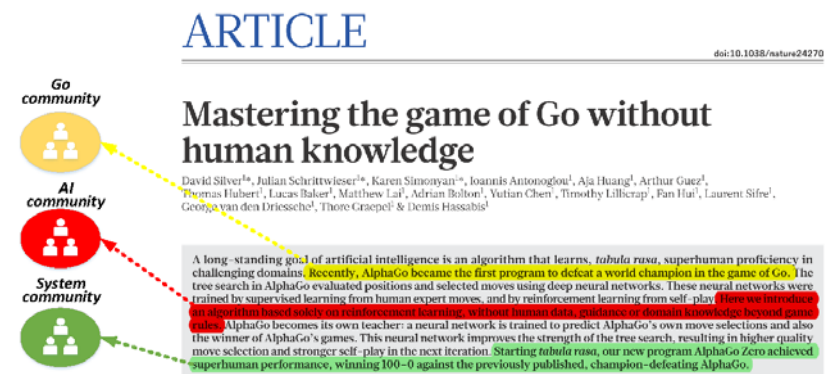 ARTICLE
doi:10.1038/nature24270
Go
community
AI
community
System
community
Mastering the game of Go without
human knowledge
David Silver¹*, Julian Schrittwieser¹*, Karen Simonyan¹*, Ioannis Antonoglou¹, Aja Huang¹, Arthur Guez¹,
Thomas Hubert¹, Lucas Baker¹, Matthew Lai¹, Adrian Bolton¹, Yutian Chen¹, Timothy Lillicrap¹, Fan Hui¹, Laurent Sifre¹,
George van den Driessche¹, Thore Graepel¹ & Demis Hassabis¹
A long-standing goal of artificial intelligence is an algorithm that learns, tabula rasa, superhuman proficiency in
challenging domains. Recently, AlphaGo became the first program to defeat a world champion in the game of Go. The
tree search in AlphaGo evaluated positions and selected moves using deep neural networks. These neural networks were
trained by supervised learning from human expert moves, and by reinforcement learning from self-play. Here we introduce
an algorithm based solely on reinforcement learning, without human data, guidance or domain knowledge beyond game
rules. AlphaGo becomes its own teacher: a neural network is trained to predict AlphaGo's own move selections and also
the winner of AlphaGo's games. This neural network improves the strength of the tree search, resulting in higher quality
move selection and stronger self-play in the next iteration. Starting tabula rasa, our new program AlphaGo Zero achieved
superhuman performance, winning 100–0 against the previously published, champion-defeating AlphaGo.